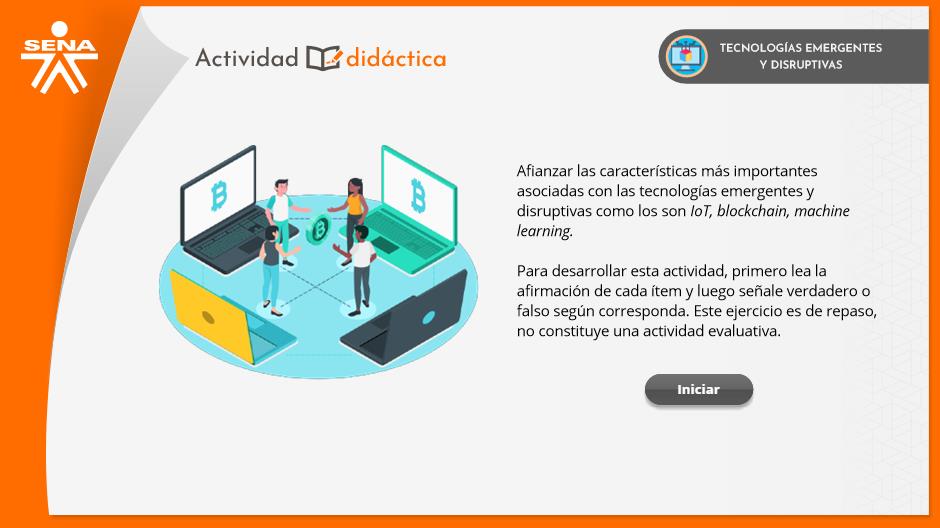 SENA
Actividad didáctica
TECNOLOGÍAS EMERGENTES
Y DISRUPTIVAS
Afianzar las características más importantes
asociadas con las tecnologías emergentes y
disruptivas como los son IoT, blockchain, machine
learning.
Para desarrollar esta actividad, primero lea la
afirmación de cada ítem y luego señale verdadero o
falso según corresponda. Este ejercicio es de repaso,
no constituye una actividad evaluativa.
Iniciar